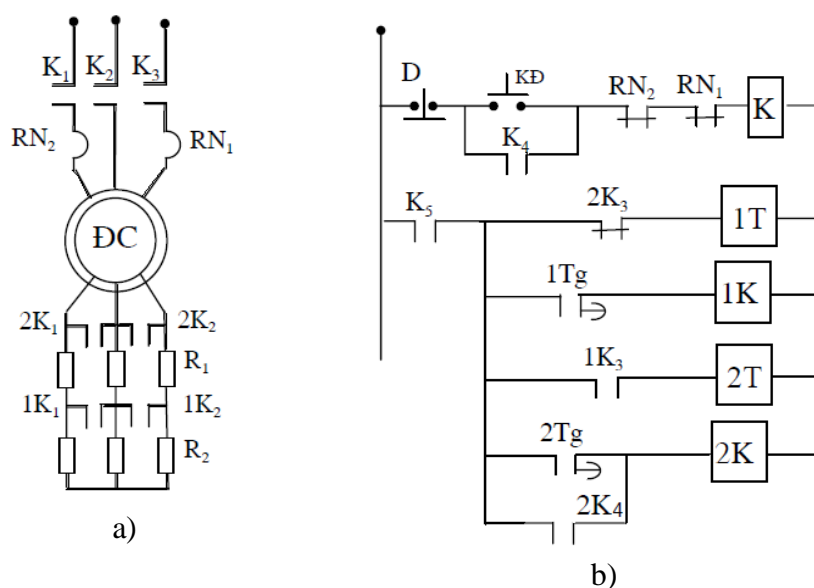 K₁ K₂ K₃
RN₂ RN₁
ĐC
2K₁ 2K₂
R₁
1K₁ 1K₂
R₂
a)
D KĐ RN₂ RN₁ K
K₄
K₅ 2K₃ 1T
1Tg 1K
1K₃ 2T
2Tg 2K
2K₄
b)